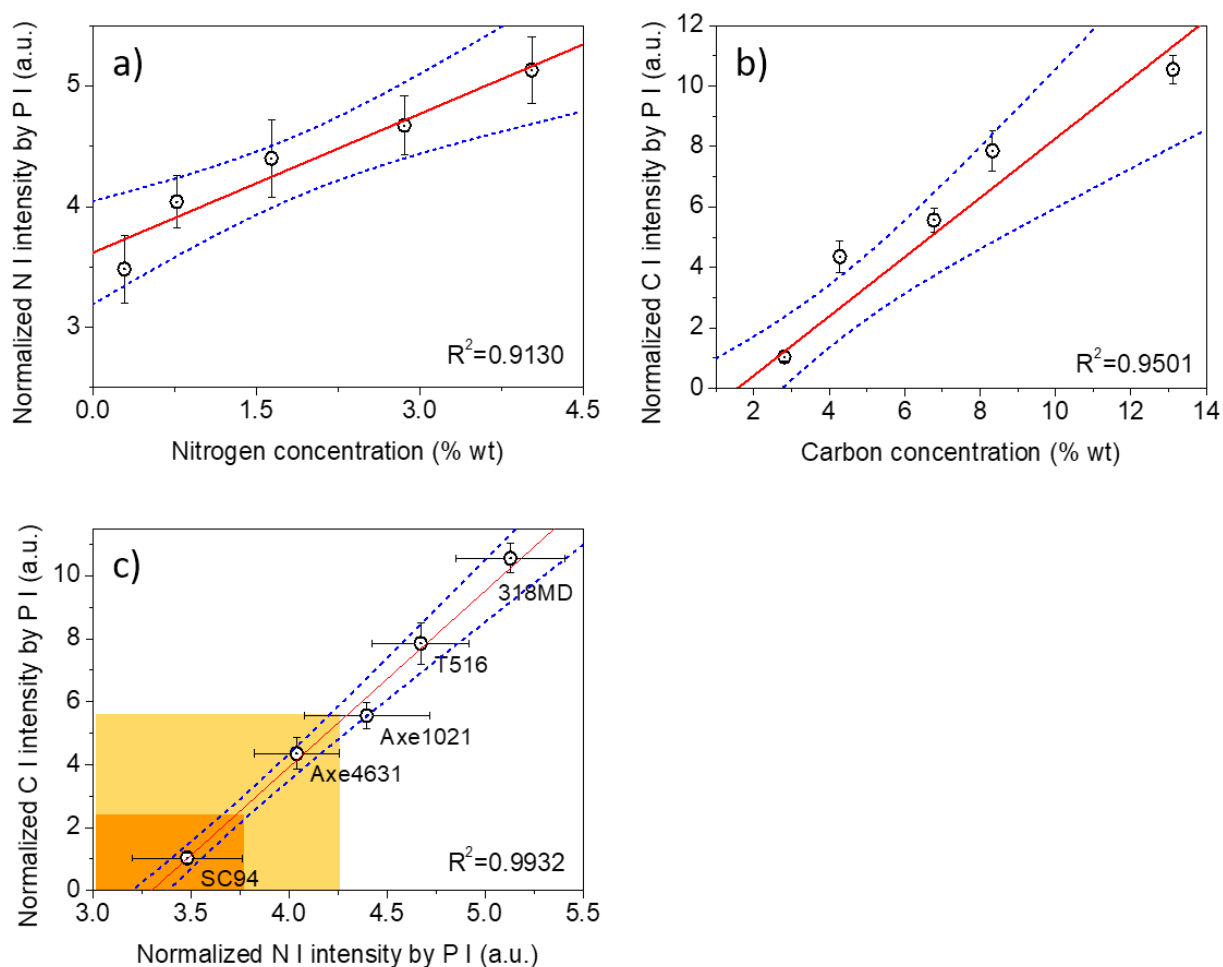 a)
Normalized N I intensity by P I (a.u.)
5
4
3
R²=0.9130
0.0 1.5 3.0 4.5
Nitrogen concentration (% wt)
b)
Normalized C I intensity by P I (a.u.)
12
10
8
6
4
2
0
R²=0.9501
2 4 6 8 10 12 14
Carbon concentration (% wt)
c)
Normalized C I intensity by P I (a.u.)
10
8
6
4
2
0
318MD
T516
Axe1021
Axe4631
SC94
R²=0.9932
3.0 3.5 4.0 4.5 5.0 5.5
Normalized N I intensity by P I (a.u.)